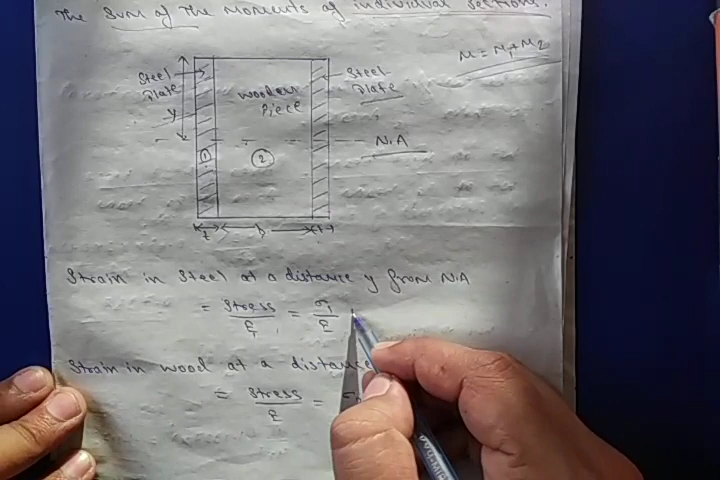 The Sum of the Moments of individual sections.
M = M1 + M2
Steel Plate
y
wooden Piece
Steel Plate
N.A
1
2
t b t
Strain in Steel at a distance y from N.A
= Stress/E1 = σ1/E
Strain in wood at a distance
= Stress/E =